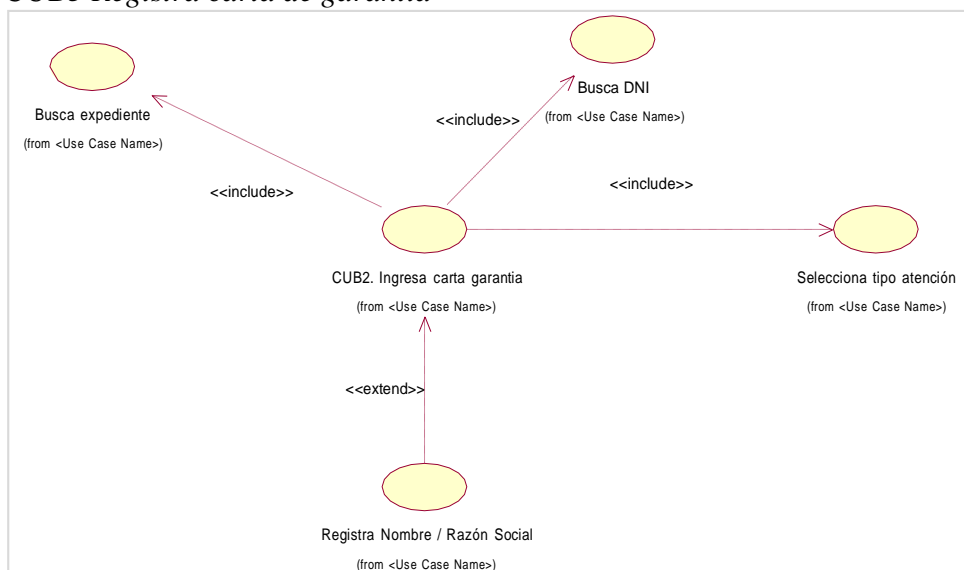 CUB3 Registra carta de garantía
Busca expediente
(from <Use Case Name>)
Busca DNI
(from <Use Case Name>)
<<include>>
<<include>>
<<include>>
CUB2. Ingresa carta garantia
(from <Use Case Name>)
Selecciona tipo atención
(from <Use Case Name>)
<<extend>>
Registra Nombre / Razón Social
(from <Use Case Name>)